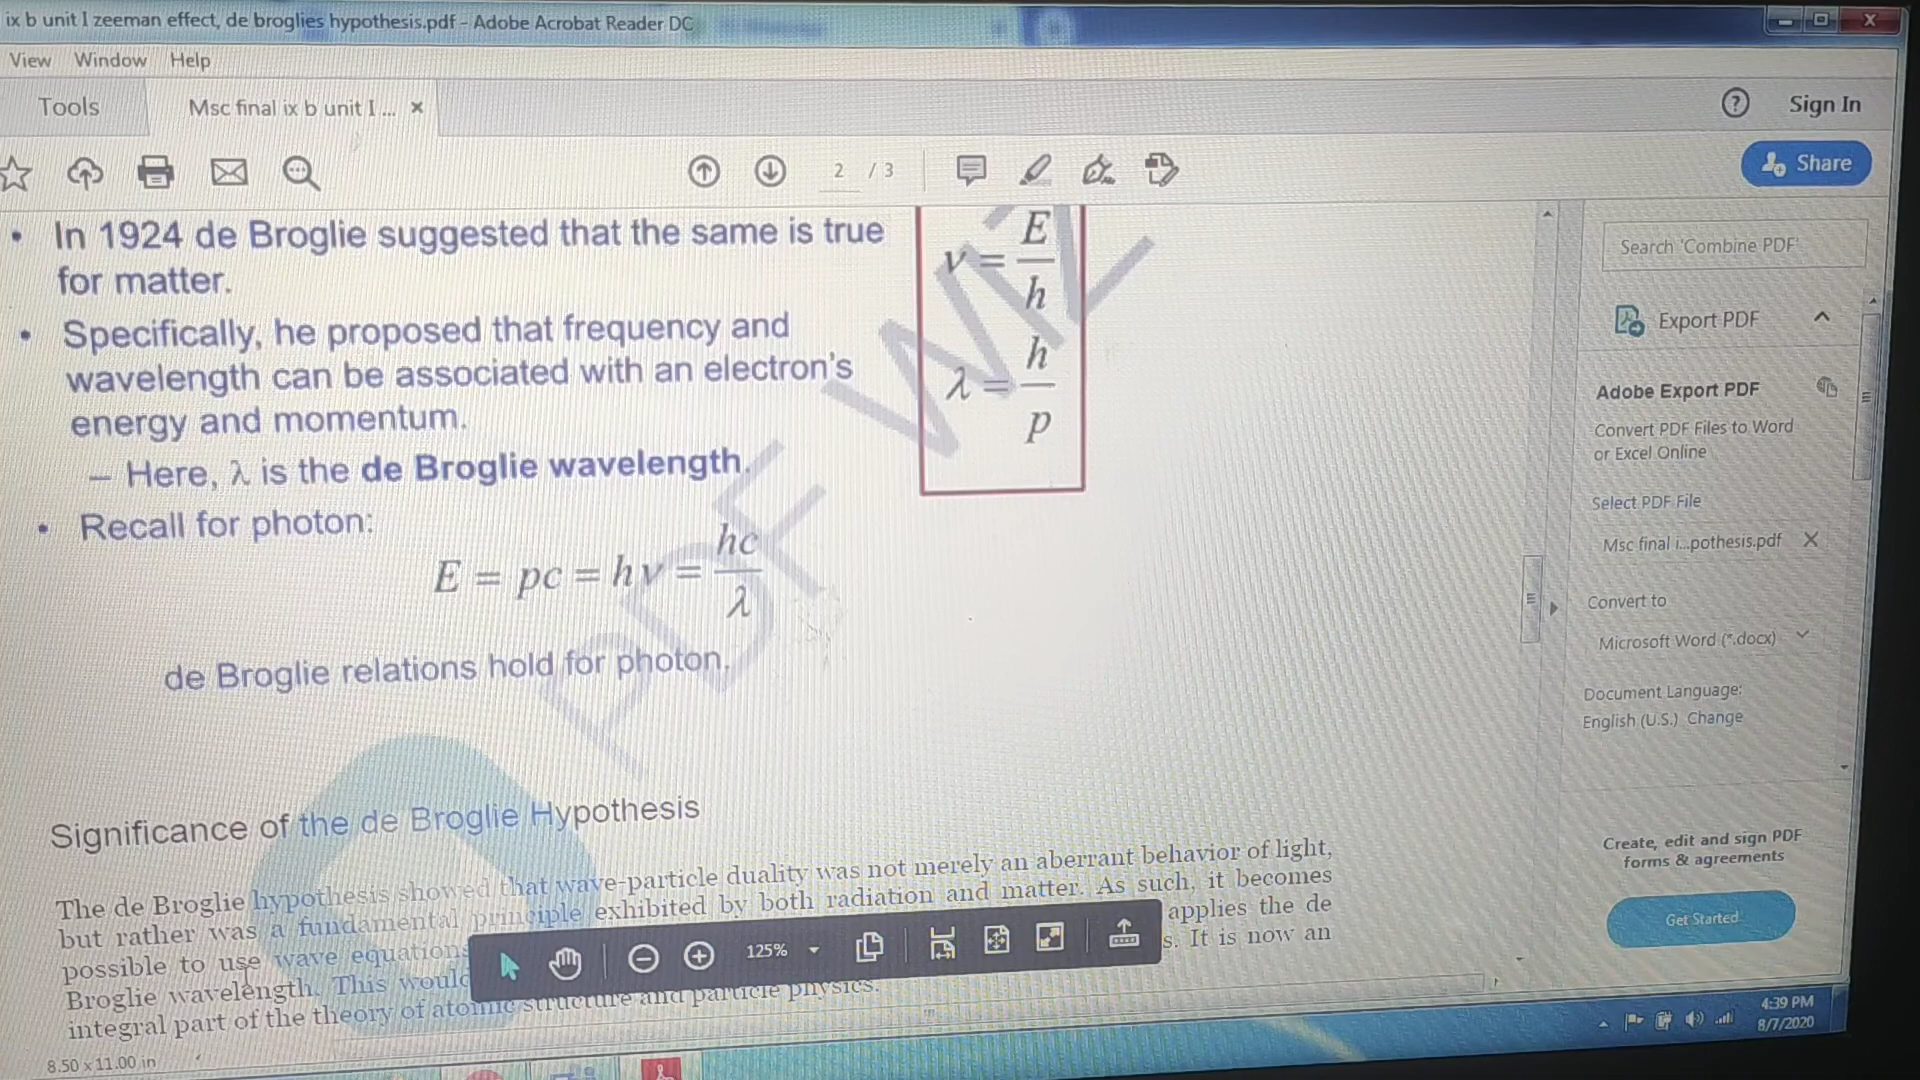 ix b unit I zeeman effect, de broglies hypothesis.pdf - Adobe Acrobat Reader DC
View Window Help
Tools
Msc final ix b unit I ... ×
? Sign In
2 / 3
Share
• In 1924 de Broglie suggested that the same is true
for matter.
• Specifically, he proposed that frequency and
wavelength can be associated with an electron's
energy and momentum.
– Here, λ is the de Broglie wavelength.
• Recall for photon:
E = pc = hν = hc/λ
de Broglie relations hold for photon.
ν = E/h
λ = h/p
PDF WIZ
Significance of the de Broglie Hypothesis
The de Broglie hypothesis showed that wave-particle duality was not merely an aberrant behavior of light,
but rather was a fundamental principle exhibited by both radiation and matter. As such, it becomes
possible to use wave equations applies the de
Broglie wavelength. This would s. It is now an
integral part of the theory of atomic structure and particle physics.
125%
8.50 x 11.00 in
Search 'Combine PDF'
Export PDF
Adobe Export PDF
Convert PDF Files to Word
or Excel Online
Select PDF File
Msc final i...pothesis.pdf X
Convert to
Microsoft Word (*.docx)
Document Language:
English (U.S.) Change
Create, edit and sign PDF
forms & agreements
Get Started
4:39 PM
8/7/2020